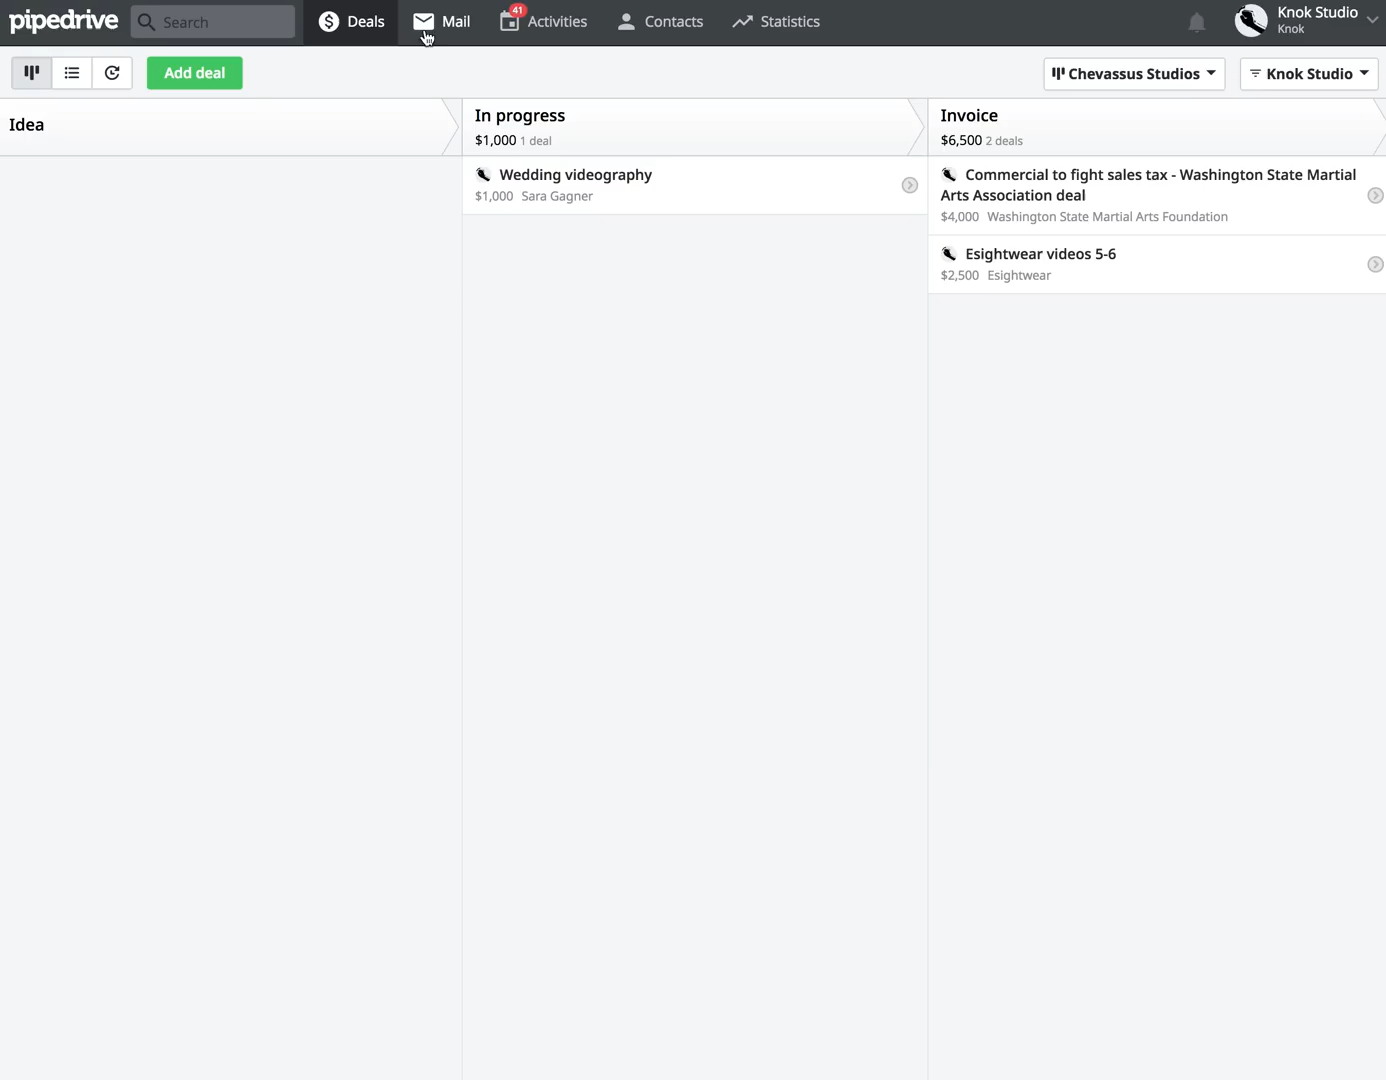 pipedrive
Search
Deals
Mail
41
Activities
Contacts
Statistics
Knok Studio
Knok
Add deal
Chevassus Studios
Knok Studio
Idea
In progress
$1,000 1 deal
Wedding videography
$1,000 Sara Gagner
Invoice
$6,500 2 deals
Commercial to fight sales tax - Washington State Martial
Arts Association deal
$4,000 Washington State Martial Arts Foundation
Esightwear videos 5-6
$2,500 Esightwear